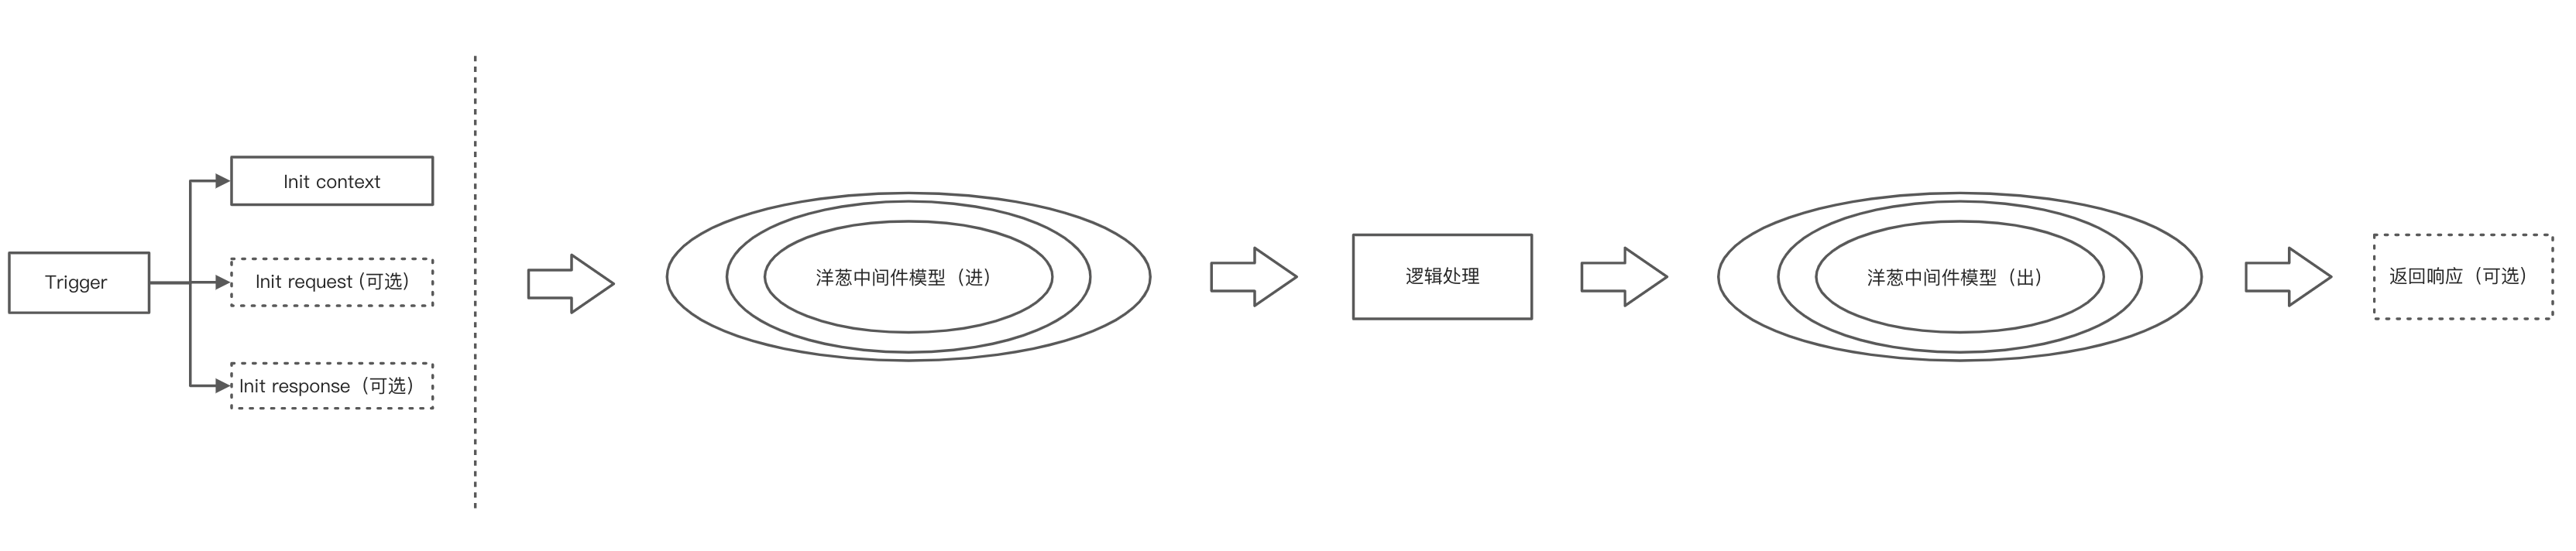 Trigger
Init context
Init request (可选)
Init response（可选）
洋葱中间件模型（进）
逻辑处理
洋葱中间件模型（出）
返回响应（可选）